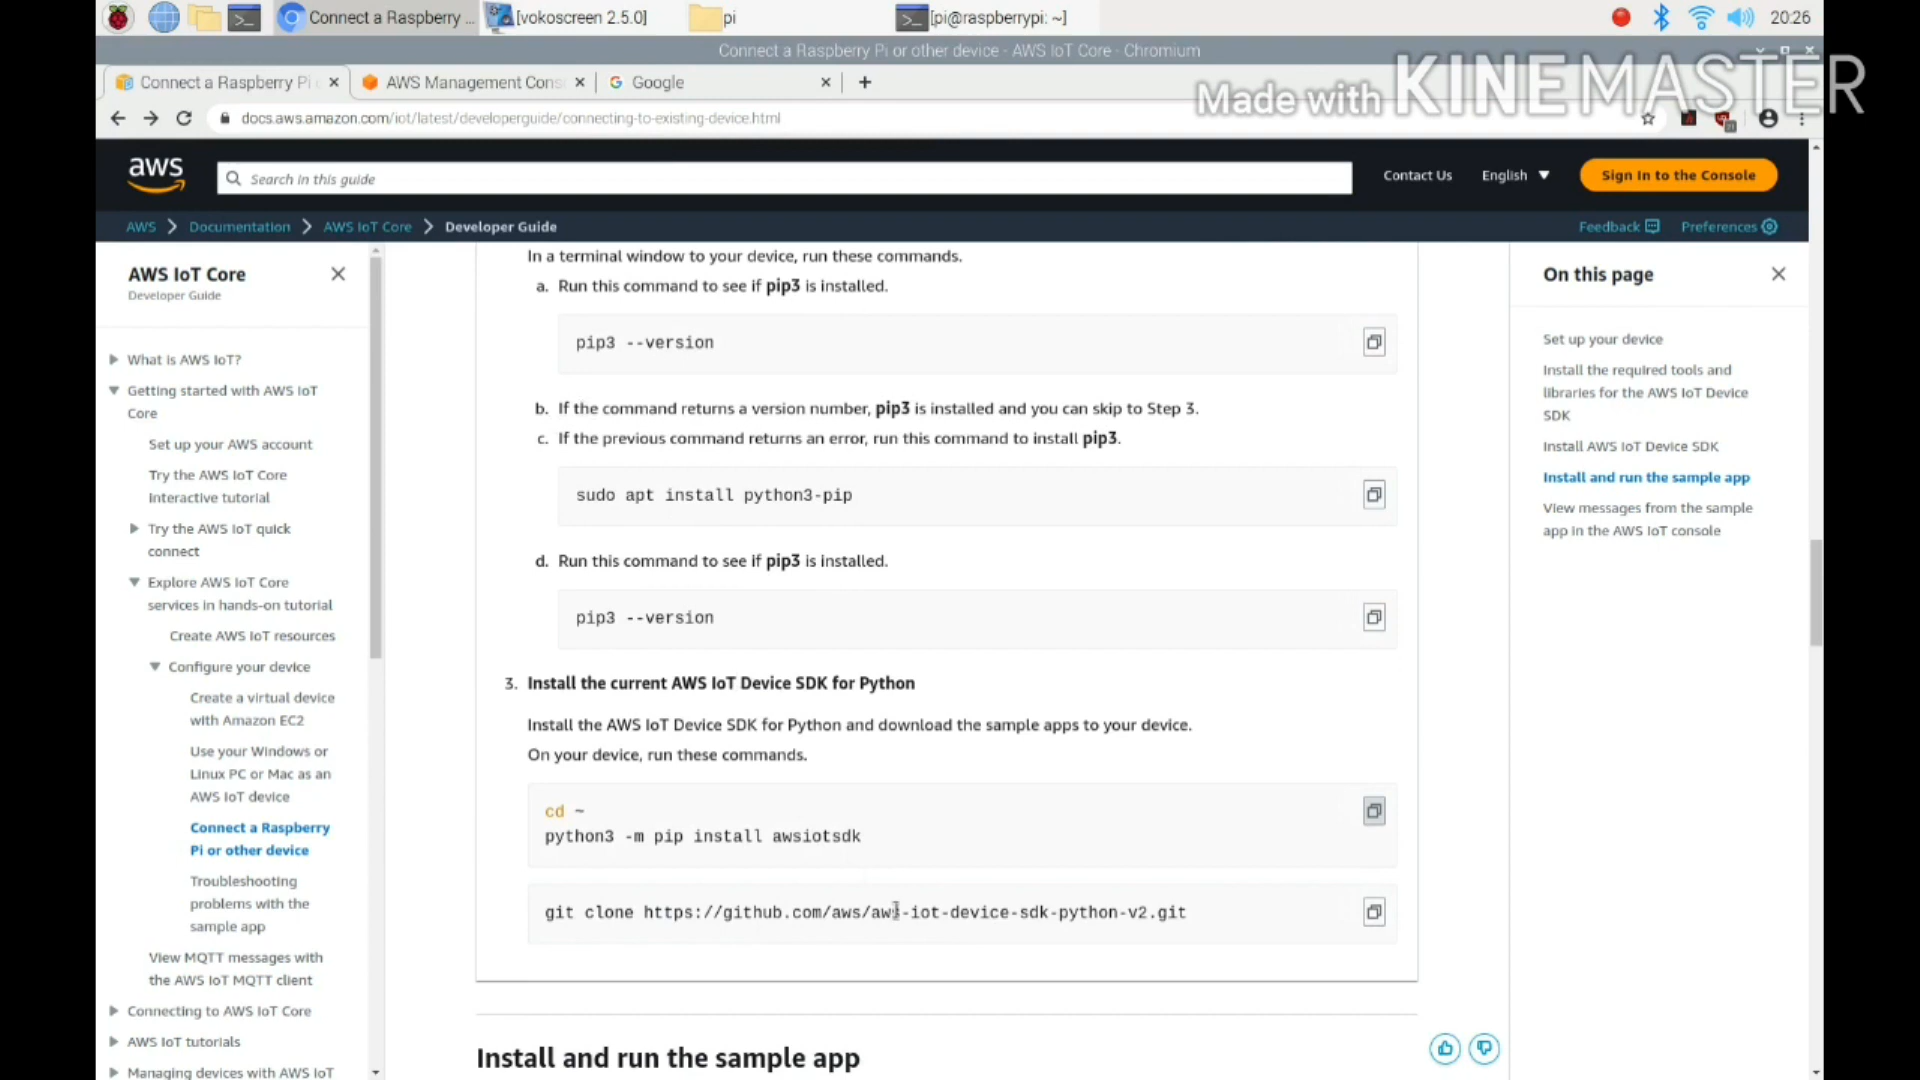 Connect a Raspberry ...
[vokoscreen 2.5.0]
pi
[pi@raspberrypi: ~]
20:26
Connect a Raspberry Pi or other device - AWS IoT Core - Chromium
Connect a Raspberry Pi
AWS Management Cons
Google
Made with KINEMASTER
docs.aws.amazon.com/iot/latest/developerguide/connecting-to-existing-device.html
aws
Search in this guide
Contact Us
English
Sign In to the Console
AWS
Documentation
AWS IoT Core
Developer Guide
Feedback
Preferences
AWS IoT Core
Developer Guide
What is AWS IoT?
Getting started with AWS IoT
Core
Set up your AWS account
Try the AWS IoT Core
interactive tutorial
Try the AWS IoT quick
connect
Explore AWS IoT Core
services in hands-on tutorial
Create AWS IoT resources
Configure your device
Create a virtual device
with Amazon EC2
Use your Windows or
Linux PC or Mac as an
AWS IoT device
Connect a Raspberry
Pi or other device
Troubleshooting
problems with the
sample app
View MQTT messages with
the AWS IoT MQTT client
Connecting to AWS IoT Core
AWS IoT tutorials
Managing devices with AWS IoT
In a terminal window to your device, run these commands.
a. Run this command to see if pip3 is installed.
pip3 --version
b. If the command returns a version number, pip3 is installed and you can skip to Step 3.
c. If the previous command returns an error, run this command to install pip3.
sudo apt install python3-pip
d. Run this command to see if pip3 is installed.
pip3 --version
3. Install the current AWS IoT Device SDK for Python
Install the AWS IoT Device SDK for Python and download the sample apps to your device.
On your device, run these commands.
cd ~
python3 -m pip install awsiotsdk
git clone https://github.com/aws/aws-iot-device-sdk-python-v2.git
Install and run the sample app
On this page
Set up your device
Install the required tools and
libraries for the AWS IoT Device
SDK
Install AWS IoT Device SDK
Install and run the sample app
View messages from the sample
app in the AWS IoT console